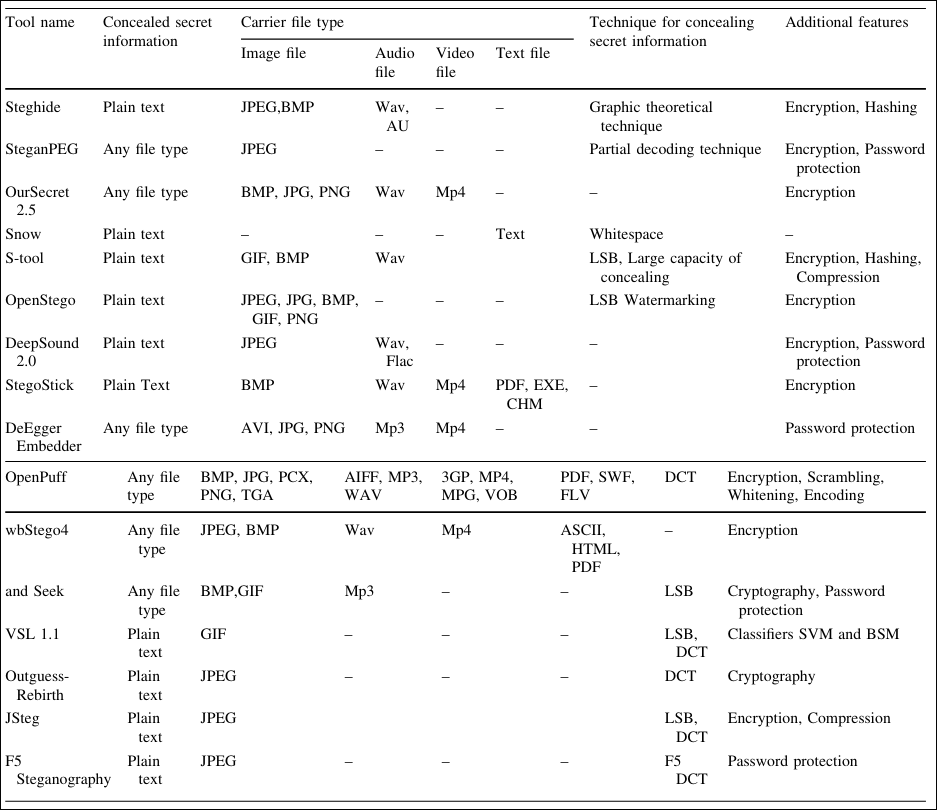 Tool name Concealed secret Carrier file type Technique for concealing Additional features
information secret information
Image file Audio Video Text file
file file
Steghide Plain text JPEG,BMP Wav, – – Graphic theoretical Encryption, Hashing
AU technique
SteganPEG Any file type JPEG – – – Partial decoding technique Encryption, Password
protection
OurSecret Any file type BMP, JPG, PNG Wav Mp4 – – Encryption
2.5
Snow Plain text – – – Text Whitespace –
S-tool Plain text GIF, BMP Wav LSB, Large capacity of Encryption, Hashing,
concealing Compression
OpenStego Plain text JPEG, JPG, BMP, – – – LSB Watermarking Encryption
GIF, PNG
DeepSound Plain text JPEG Wav, – – – Encryption, Password
2.0 Flac protection
StegoStick Plain Text BMP Wav Mp4 PDF, EXE, – Encryption
CHM
DeEgger Any file type AVI, JPG, PNG Mp3 Mp4 – – Password protection
Embedder
OpenPuff Any file BMP, JPG, PCX, AIFF, MP3, 3GP, MP4, PDF, SWF, DCT Encryption, Scrambling,
type PNG, TGA WAV MPG, VOB FLV Whitening, Encoding
wbStego4 Any file JPEG, BMP Wav Mp4 ASCII, – Encryption
type HTML,
PDF
and Seek Any file BMP,GIF Mp3 – – LSB Cryptography, Password
type protection
VSL 1.1 Plain GIF – – – LSB, Classifiers SVM and BSM
text DCT
Outguess- Plain JPEG – – – DCT Cryptography
Rebirth text
JSteg Plain JPEG LSB, Encryption, Compression
text DCT
F5 Plain JPEG – – – F5 Password protection
Steganography text DCT